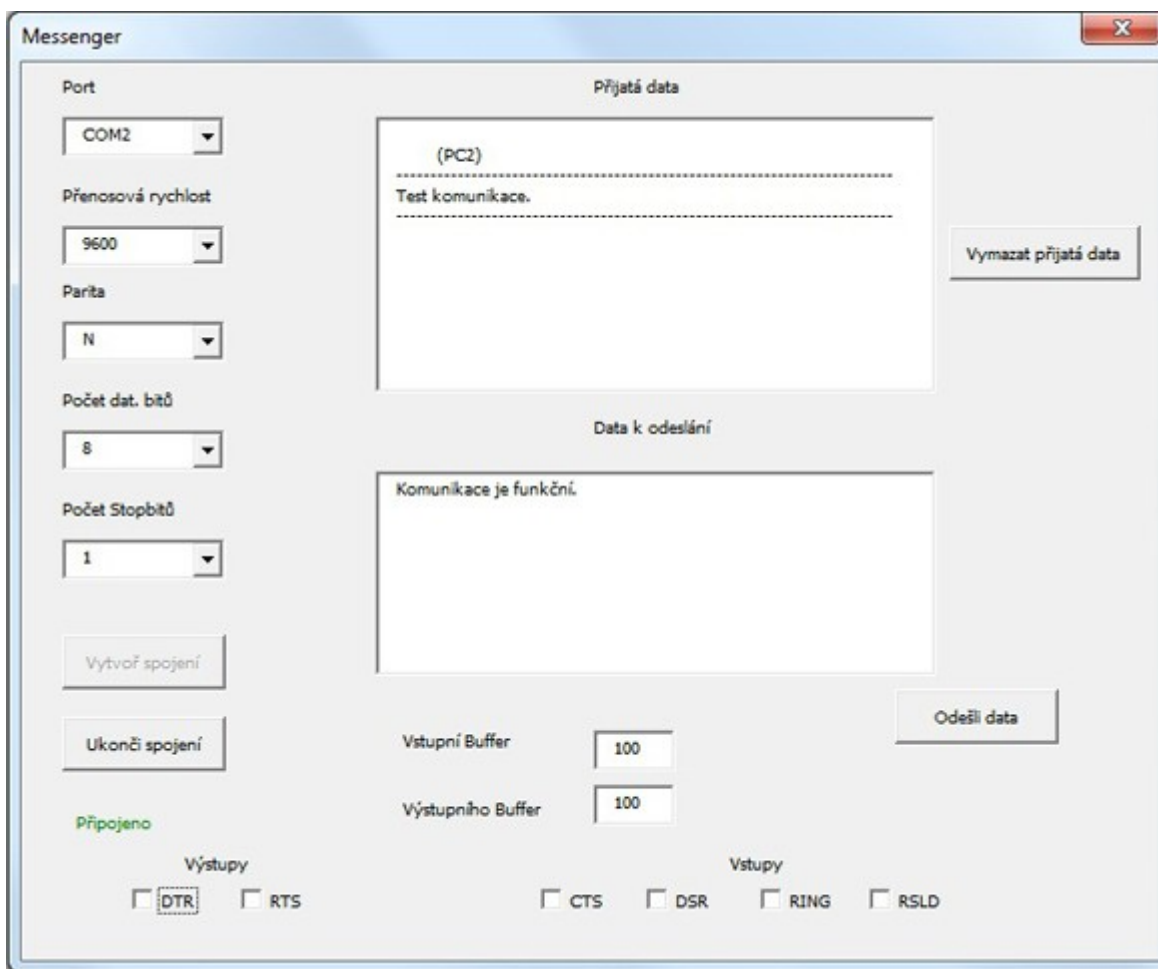 Messenger
Port
COM2
Přenosová rychlost
9600
Parita
N
Počet dat. bitů
8
Počet Stopbitů
1
Vytvoř spojení
Ukonči spojení
Připojeno
Přijatá data
(PC2)
Test komunikace.
Vymazat přijatá data
Data k odeslání
Komunikace je funkční.
Odešli data
Vstupní Buffer
100
Výstupního Buffer
100
Výstupy
DTR RTS
Vstupy
CTS DSR RING RSLD